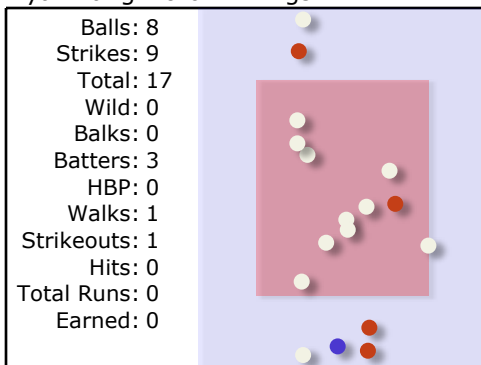 Balls: 8
Strikes: 9
Total: 17
Wild: 0
Balks: 0
Batters: 3
HBP: 0
Walks: 1
Strikeouts: 1
Hits: 0
Total Runs: 0
Earned: 0